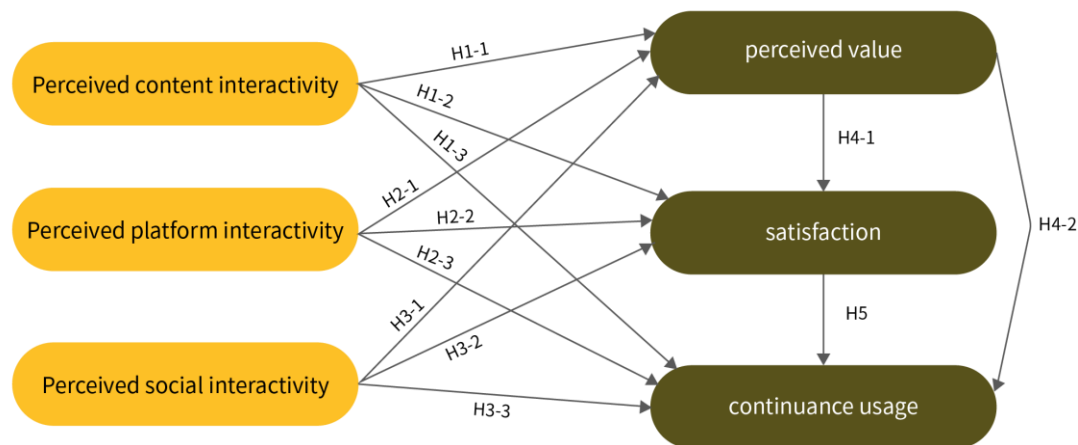 perceived value
H1-1
Perceived content interactivity
H1-2
H4-1
H1-3
H2-1
H2-2
H4-2
Perceived platform interactivity
satisfaction
H2-3
H3-1
H5
H3-2
Perceived social interactivity
continuance usage
H3-3